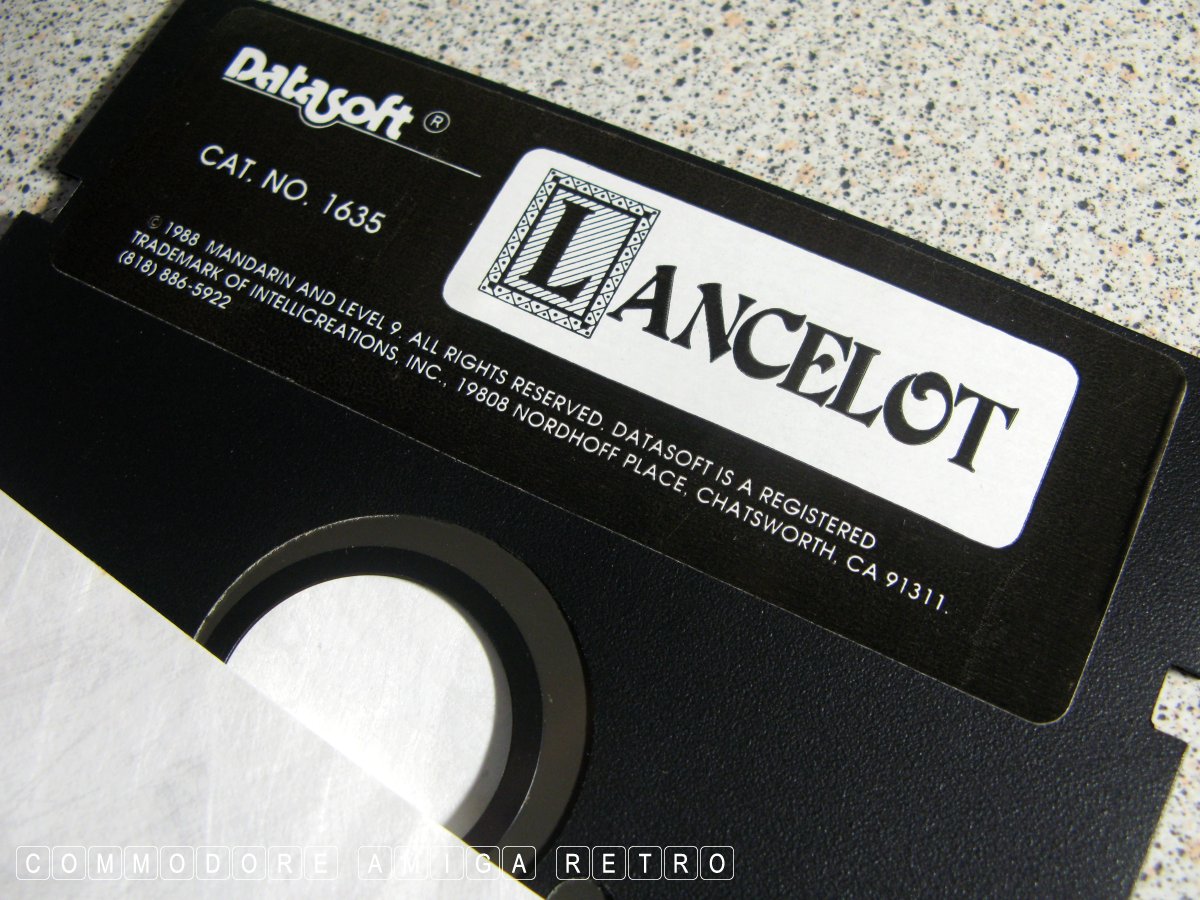 Datasoft ®
CAT. NO. 1635
© 1988 MANDARIN AND LEVEL 9. ALL RIGHTS RESERVED. DATASOFT IS A REGISTERED
TRADEMARK OF INTELLICREATIONS, INC., 19808 NORDHOFF PLACE, CHATSWORTH, CA 91311.
(818) 886-5922
LANCELOT
COMMODORE AMIGA RETRO